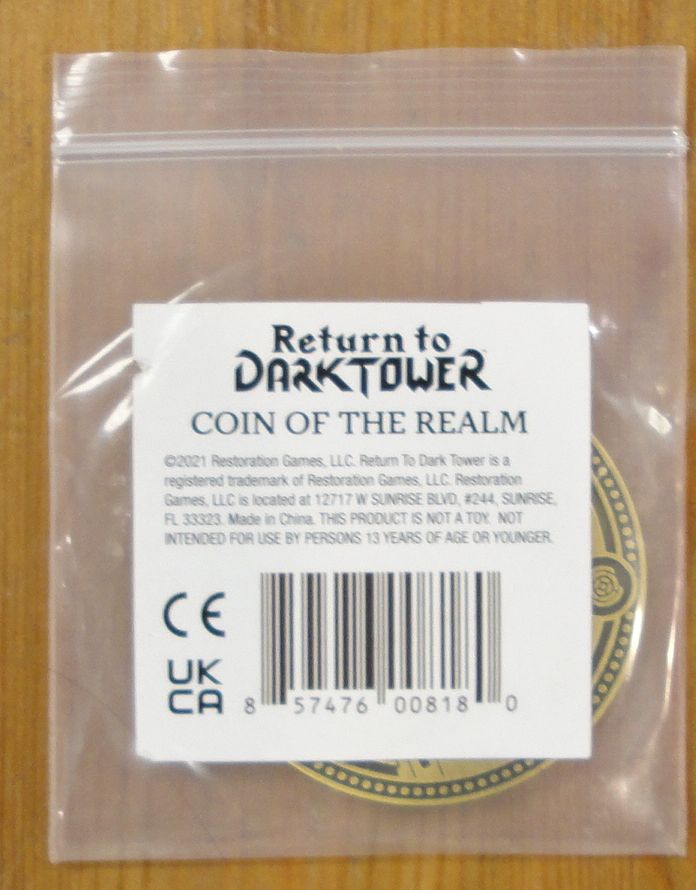 Return to
DARKTOWER
COIN OF THE REALM
©2021 Restoration Games, LLC. Return To Dark Tower is a
registered trademark of Restoration Games, LLC. Restoration
Games, LLC is located at 12717 W SUNRISE BLVD, #244, SUNRISE,
FL 33323. Made in China. THIS PRODUCT IS NOT A TOY. NOT
INTENDED FOR USE BY PERSONS 13 YEARS OF AGE OR YOUNGER.
CE
UK
CA
8 57476 00818 0